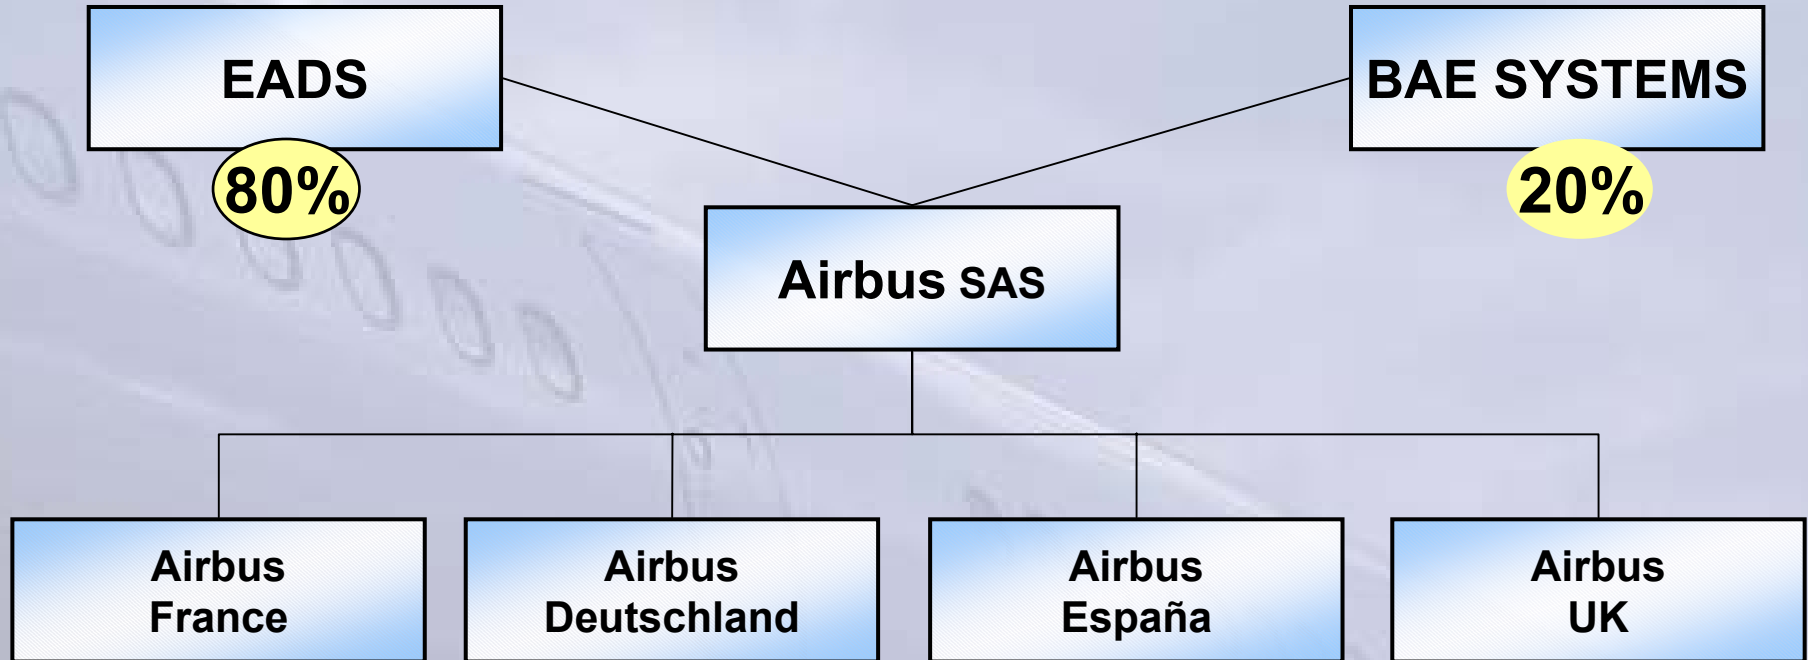 EADS
BAE SYSTEMS
80%
20%
Airbus SAS
Airbus
France
Airbus
Deutschland
Airbus
España
Airbus
UK